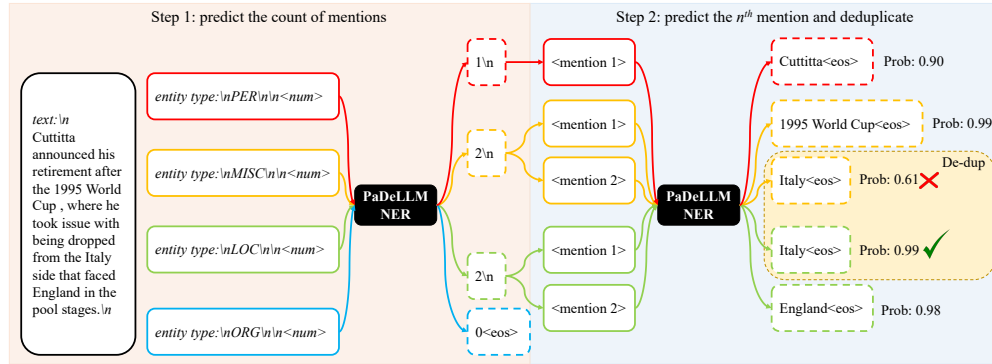 Step 1: predict the count of mentions
Step 2: predict the nth mention and deduplicate
text:\n
Cuttitta
announced his
retirement after
the 1995 World
Cup , where he
took issue with
being dropped
from the Italy
side that faced
England in the
pool stages.\n
entity type:\nPER\n\n<num>
entity type:\nMISC\n\n<num>
entity type:\nLOC\n\n<num>
entity type:\nORG\n\n<num>
PaDeLLM
NER
1\n
2\n
2\n
0<eos>
<mention 1>
<mention 1>
<mention 2>
<mention 1>
<mention 2>
PaDeLLM
NER
Cuttitta<eos> Prob: 0.90
1995 World Cup<eos> Prob: 0.99
De-dup
Italy<eos> Prob: 0.61
Italy<eos> Prob: 0.99
England<eos> Prob: 0.98